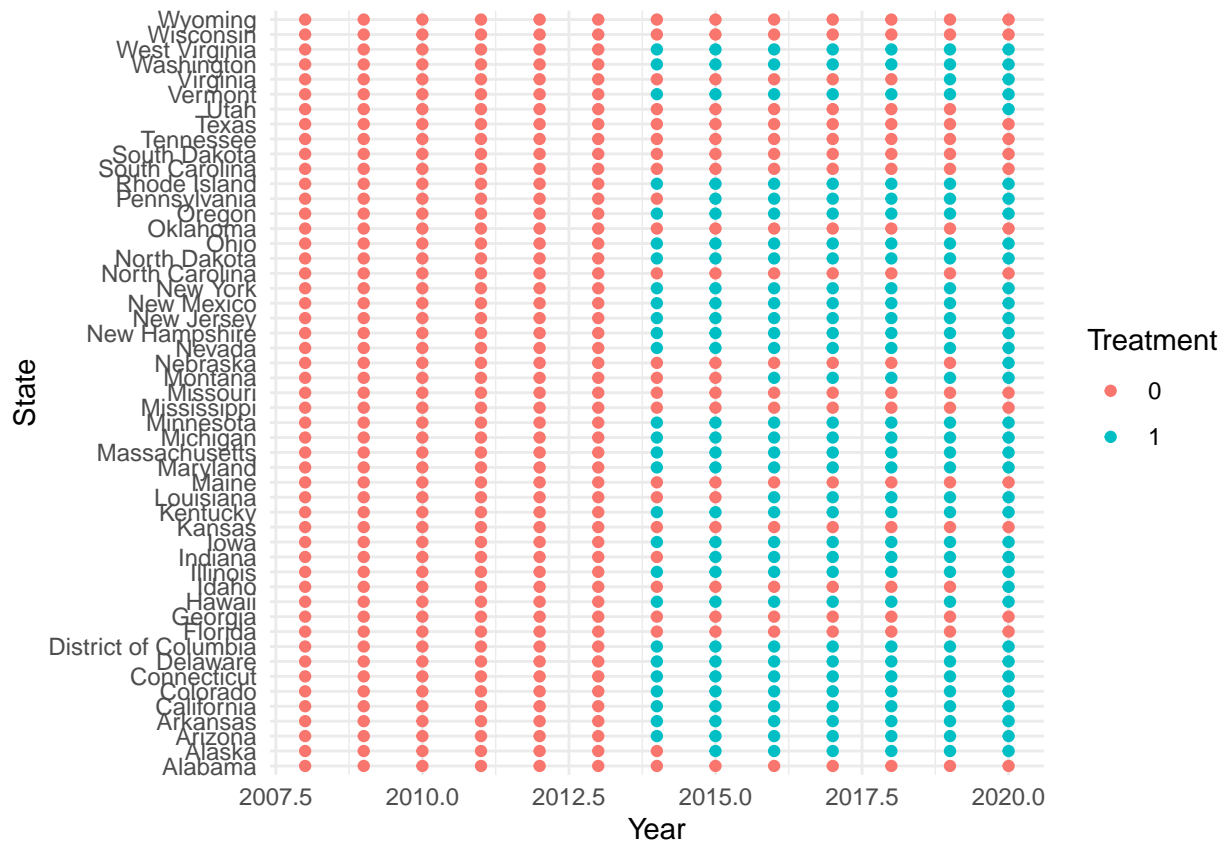 Wyoming
Wisconsin
West Virginia
Washington
Virginia
Vermont
Utah
Texas
Tennessee
South Dakota
South Carolina
Rhode Island
Pennsylvania
Oregon
Oklahoma
Ohio
North Dakota
North Carolina
New York
New Mexico
New Jersey
New Hampshire
Nevada
Nebraska
Montana
Missouri
Mississippi
Minnesota
Michigan
Massachusetts
Maryland
Maine
Louisiana
Kentucky
Kansas
Iowa
Indiana
Illinois
Idaho
Hawaii
Georgia
Florida
District of Columbia
Delaware
Connecticut
Colorado
California
Arkansas
Arizona
Alaska
Alabama
State
2007.5 2010.0 2012.5 2015.0 2017.5 2020.0
Year
Treatment
0
1